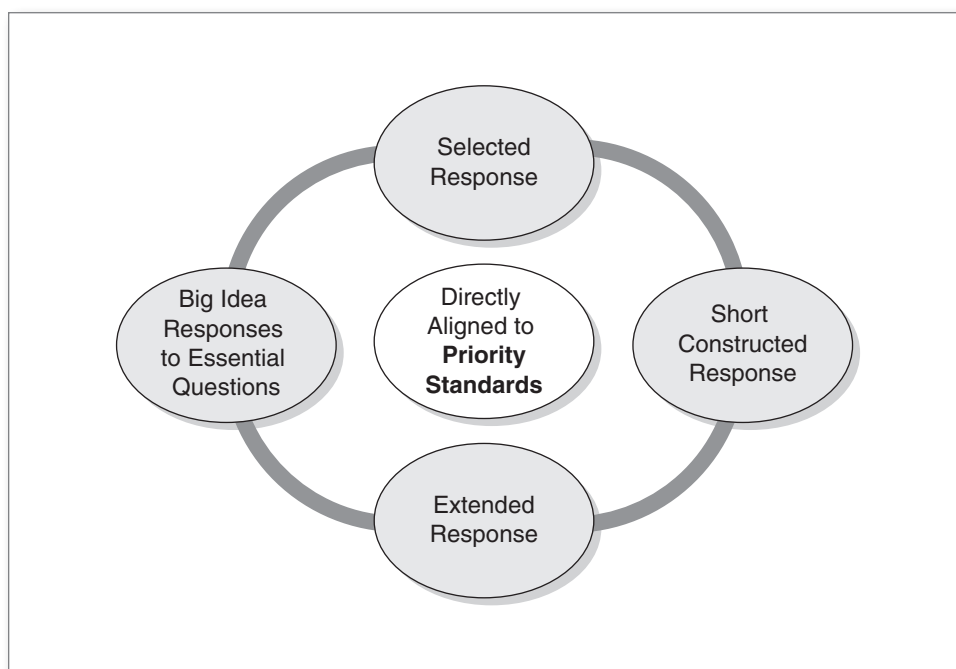 Selected
Response
Big Idea
Responses
to Essential
Questions
Directly
Aligned to
Priority
Standards
Short
Constructed
Response
Extended
Response